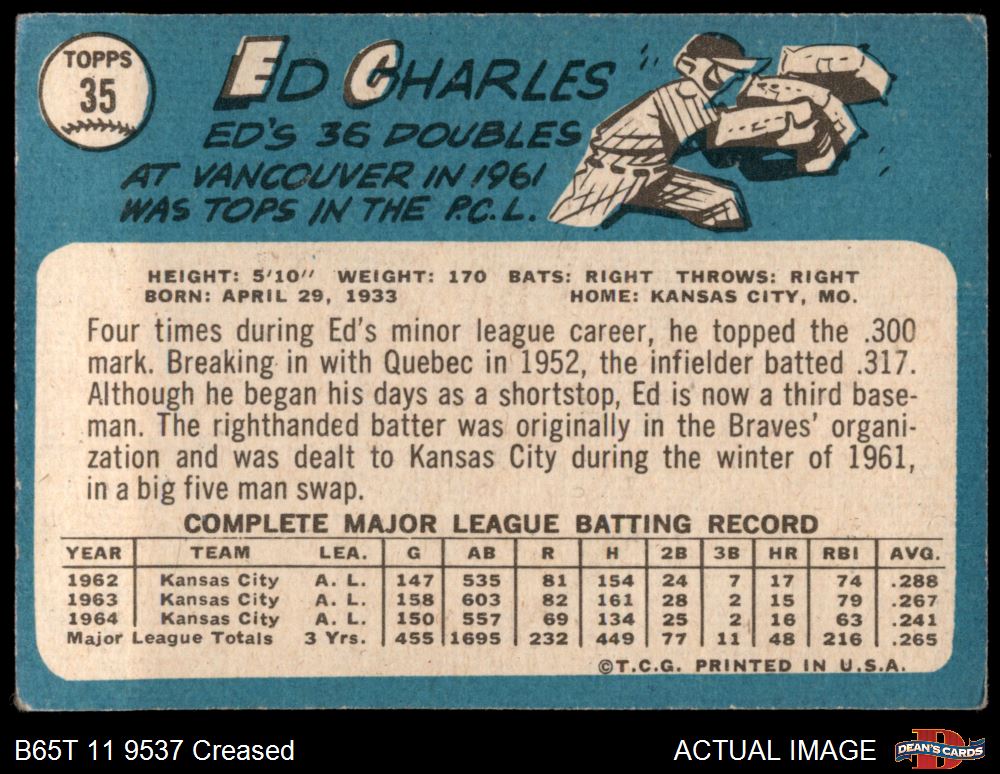 TOPPS
35
ED CHARLES
ED'S 36 DOUBLES
AT VANCOUVER IN 1961
WAS TOPS IN THE P.C.L.
HEIGHT: 5'10" WEIGHT: 170 BATS: RIGHT THROWS: RIGHT
BORN: APRIL 29, 1933 HOME: KANSAS CITY, MO.
Four times during Ed's minor league career, he topped the .300
mark. Breaking in with Quebec in 1952, the infielder batted .317.
Although he began his days as a shortstop, Ed is now a third base-
man. The righthanded batter was originally in the Braves' organi-
zation and was dealt to Kansas City during the winter of 1961,
in a big five man swap.
COMPLETE MAJOR LEAGUE BATTING RECORD
YEAR TEAM LEA. G AB R H 2B 3B HR RBI AVG.
1962 Kansas City A. L. 147 535 81 154 24 7 17 74 .288
1963 Kansas City A. L. 158 603 82 161 28 2 15 79 .267
1964 Kansas City A. L. 150 557 69 134 25 2 16 63 .241
Major League Totals 3 Yrs. 455 1695 232 449 77 11 48 216 .265
©T.C.G. PRINTED IN U.S.A.
B65T 11 9537 Creased ACTUAL IMAGE
D
DEAN'S CARDS